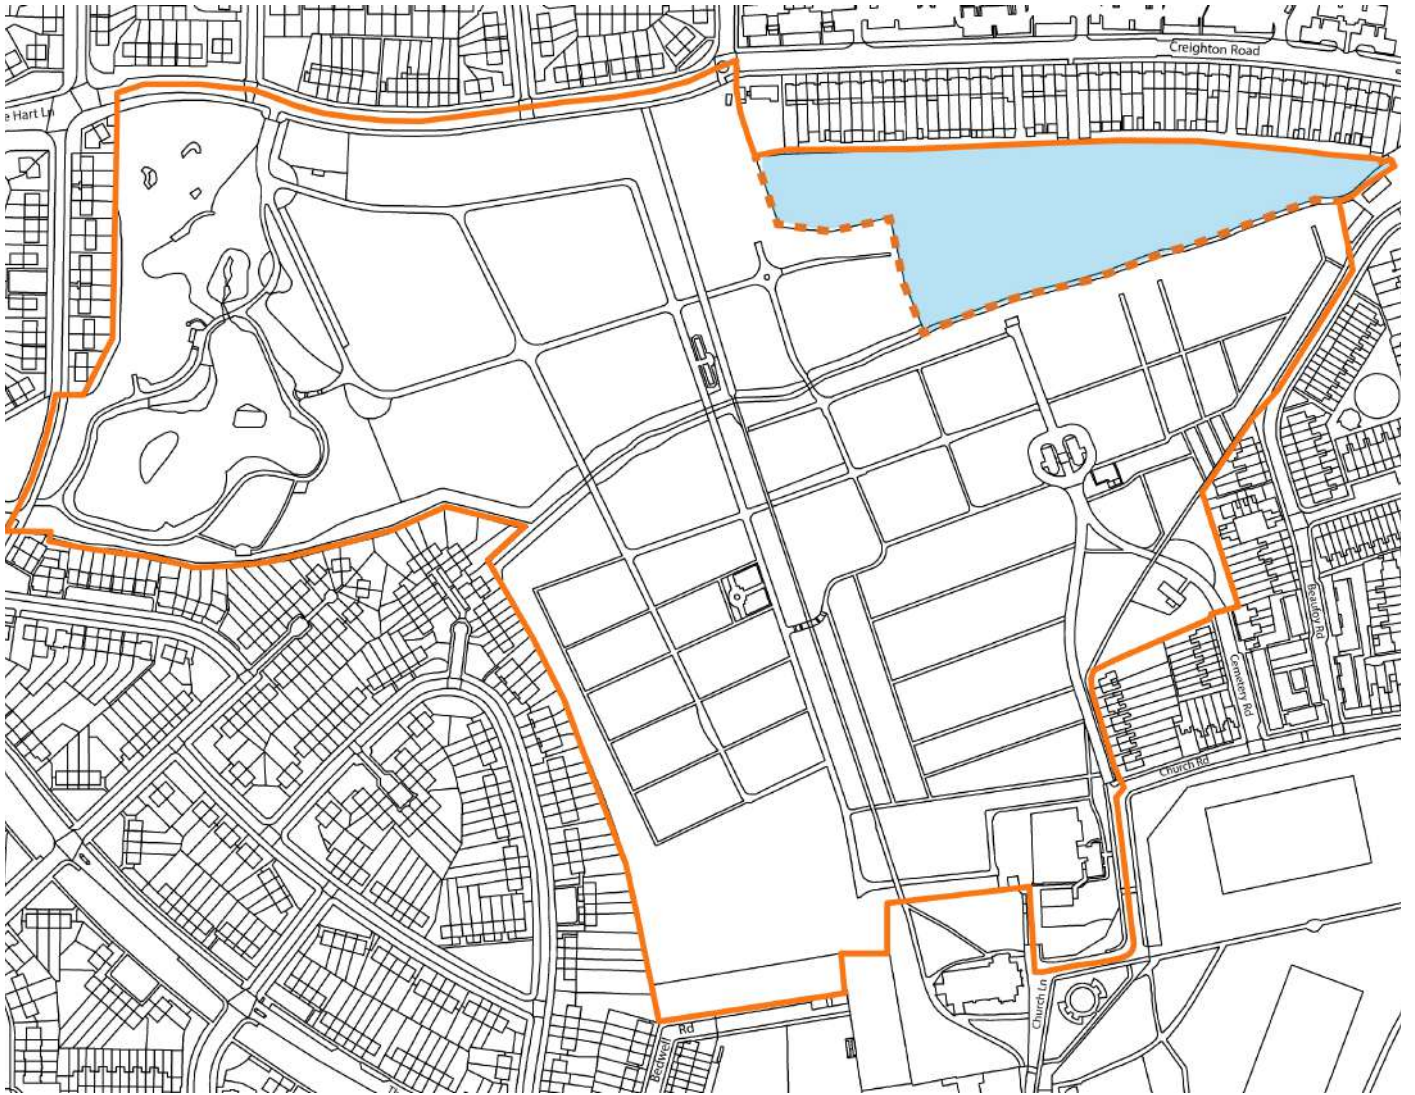 Creighton Road
e Hart Ln
Beaufoy Rd
Cemetery Rd
Church Rd
Church Ln
Bedwell
Rd